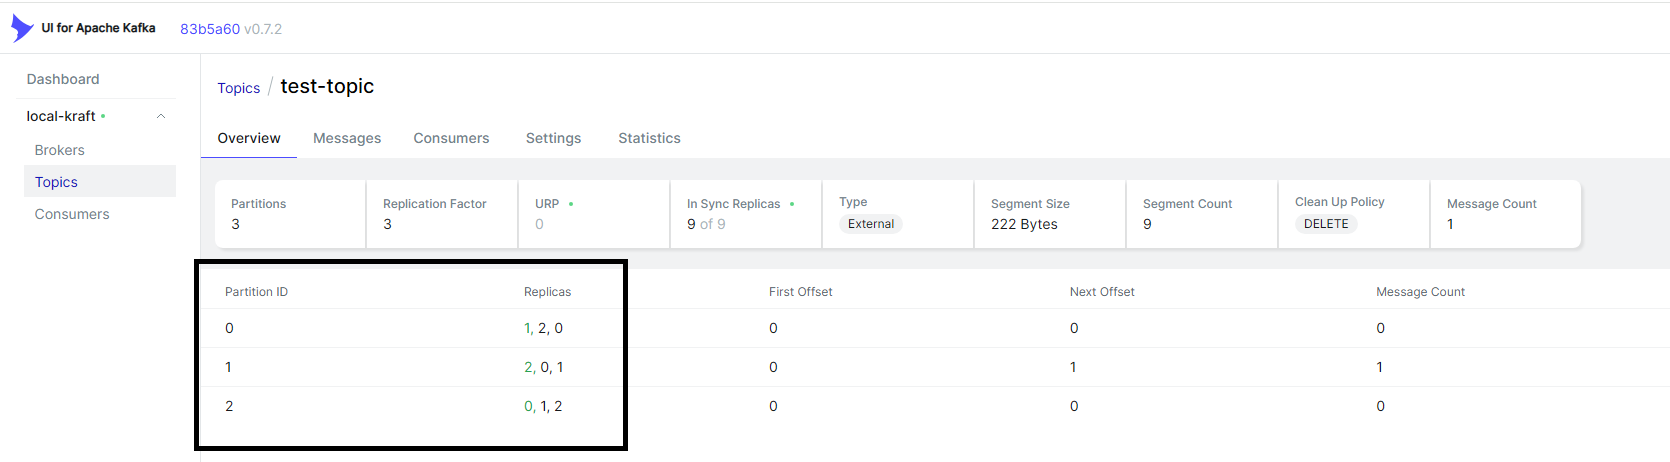 UI for Apache Kafka 83b5a60 v0.7.2
Dashboard
local-kraft
Brokers
Topics
Consumers
Topics / test-topic
Overview Messages Consumers Settings Statistics
Partitions Replication Factor URP In Sync Replicas Type Segment Size Segment Count Clean Up Policy Message Count
3 3 0 9 of 9 External 222 Bytes 9 DELETE 1
Partition ID Replicas First Offset Next Offset Message Count
0 1, 2, 0 0 0 0
1 2, 0, 1 0 1 1
2 0, 1, 2 0 0 0